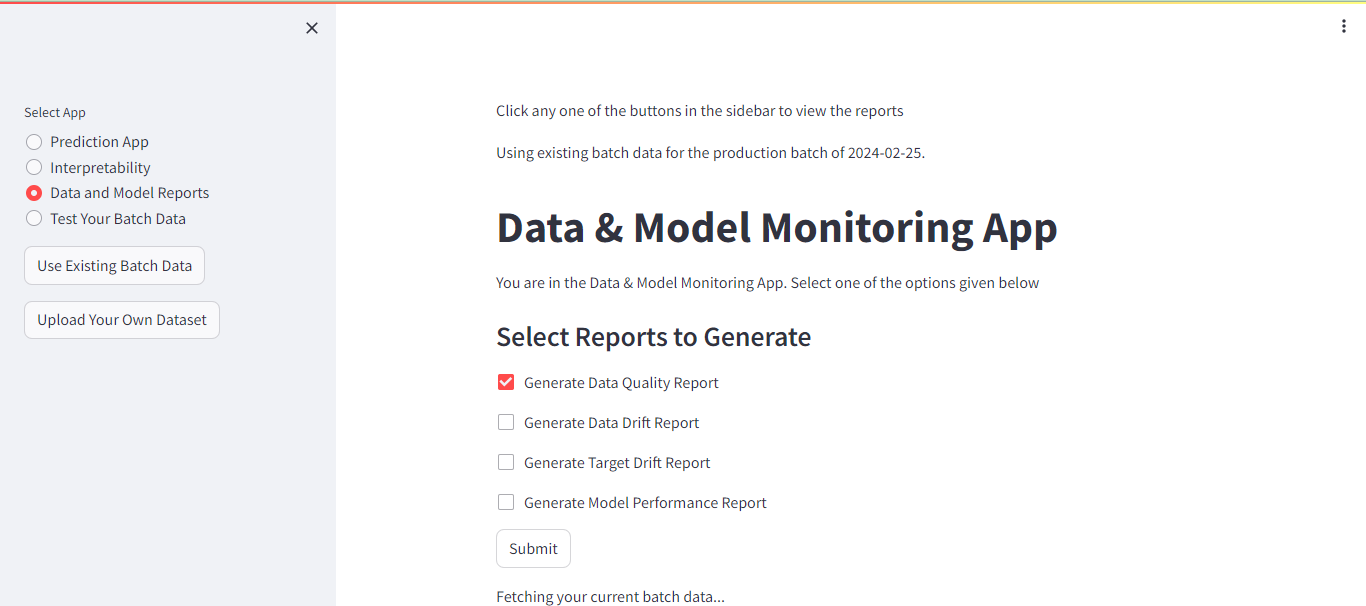 Select App
Prediction App
Interpretability
Data and Model Reports
Test Your Batch Data
Use Existing Batch Data
Upload Your Own Dataset
Click any one of the buttons in the sidebar to view the reports
Using existing batch data for the production batch of 2024-02-25.
Data & Model Monitoring App
You are in the Data & Model Monitoring App. Select one of the options given below
Select Reports to Generate
Generate Data Quality Report
Generate Data Drift Report
Generate Target Drift Report
Generate Model Performance Report
Submit
Fetching your current batch data...